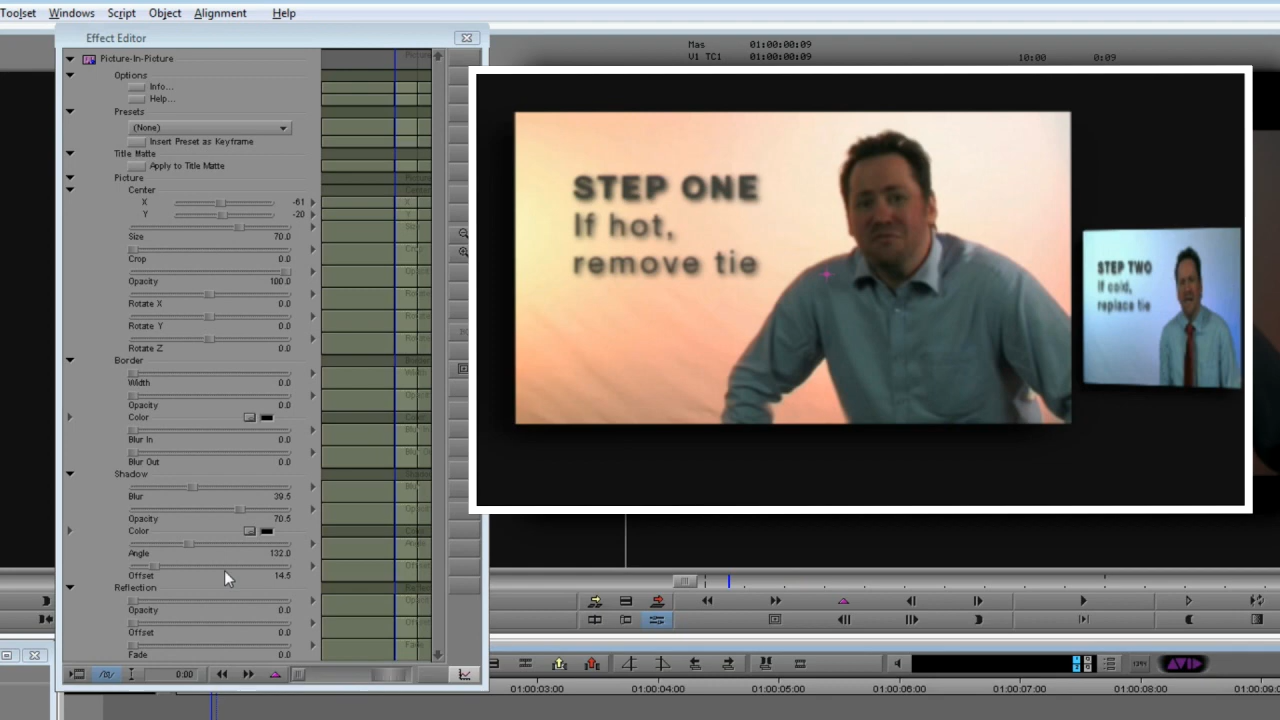 Toolset Windows Script Object Alignment Help
Effect Editor
Picture-In-Picture
Options
Info...
Help...
Presets
(None)
Insert Preset as Keyframe
Title Matte
Apply to Title Matte
Picture
Center
X -61
Y -20
Size 70.0
Crop 0.0
Opacity 100.0
Rotate X 0.0
Rotate Y 0.0
Rotate Z 0.0
Border
Width 0.0
Opacity 0.0
Color
Blur In 0.0
Blur Out 0.0
Shadow
Blur 39.5
Opacity 70.5
Color
Angle 132.0
Offset 14.5
Reflection
Opacity 0.0
Offset 0.0
Fade 0.0
0:00
Mas 01:00:00:09
V1 TC1 01:00:00:09
10:00 0:09
STEP ONE
If hot,
remove tie
STEP TWO
If cold,
replace tie
AVID
01:00:03:00 01:00:04:00 01:00:05:00 01:00:06:00 01:00:07:00 01:00:08:00 01:00:09:0